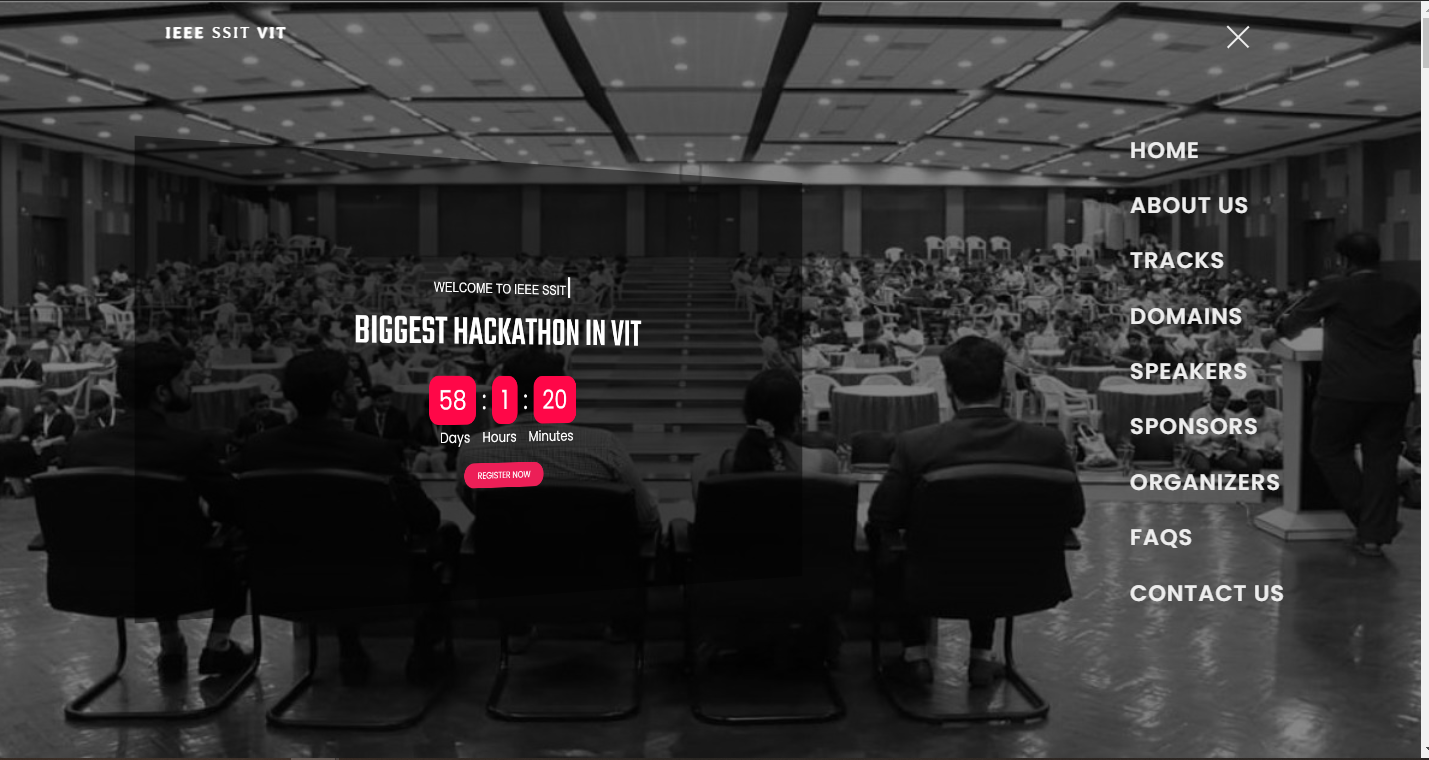 IEEE SSIT VIT
HOME
ABOUT US
TRACKS
DOMAINS
SPEAKERS
SPONSORS
ORGANIZERS
FAQS
CONTACT US
WELCOME TO IEEE SSIT
BIGGEST HACKATHON IN VIT
58 : 1 : 20
Days Hours Minutes
REGISTER NOW